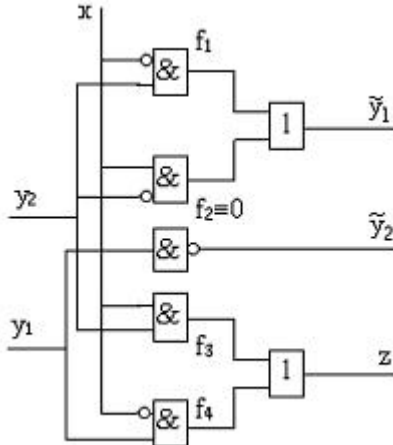 x
f₁
&
1
ỹ₁
&
y₂
f₂≡0
ỹ₂
&
y₁
&
f₃
1
z
f₄
&